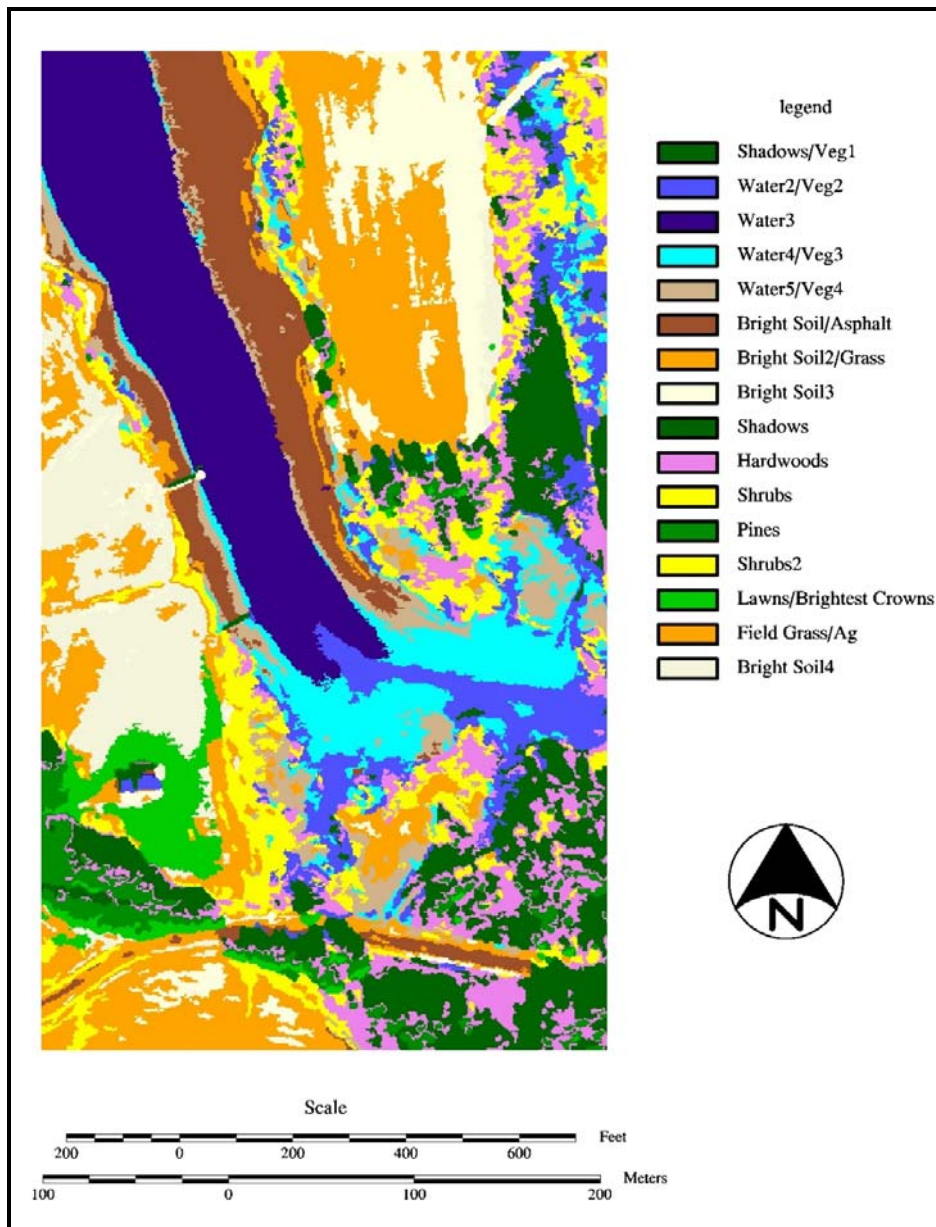 legend
Shadows/Veg1
Water2/Veg2
Water3
Water4/Veg3
Water5/Veg4
Bright Soil/Asphalt
Bright Soil2/Grass
Bright Soil3
Shadows
Hardwoods
Shrubs
Pines
Shrubs2
Lawns/Brightest Crowns
Field Grass/Ag
Bright Soil4
N
Scale
Feet
200 0 200 400 600
Meters
100 0 100 200